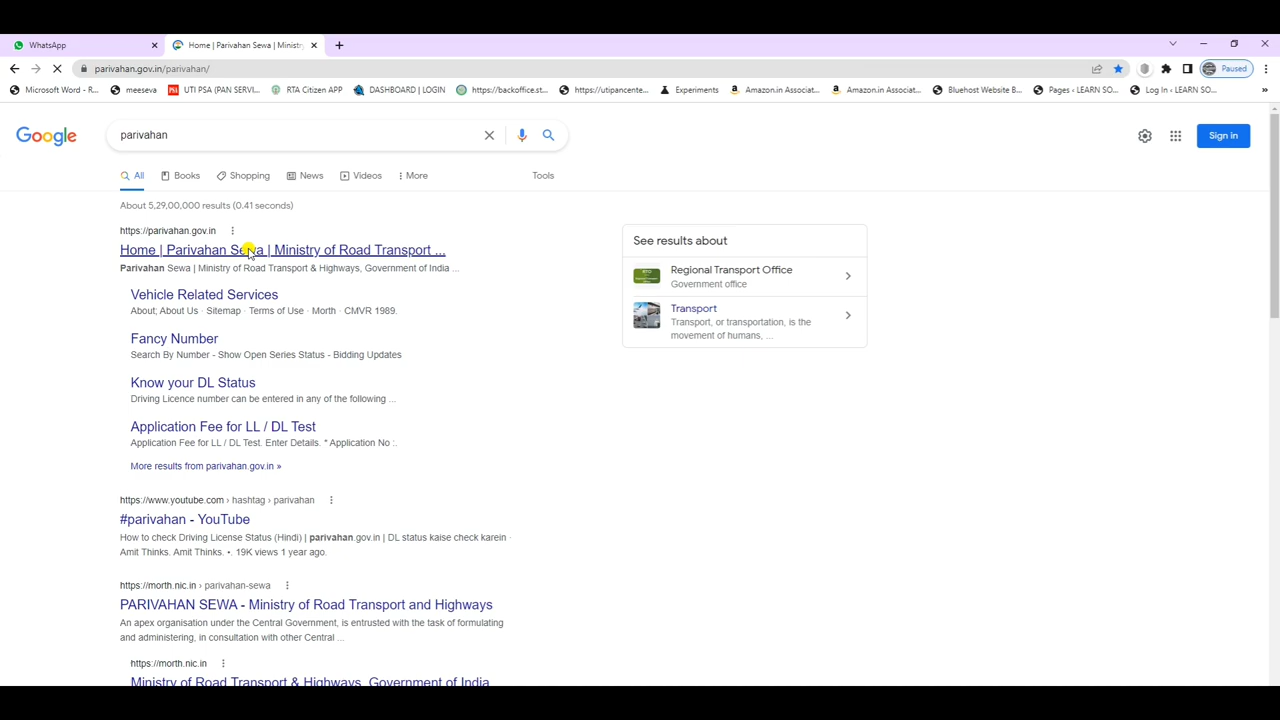 WhatsApp
Home | Parivahan Sewa | Ministr
parivahan.gov.in/parivahan/
Paused
Microsoft Word - R... meeseva UTI PSA (PAN SERVI... RTA Citizen APP DASHBOARD | LOGIN https://backoffice.st... https://utipancente... Experiments Amazon.in Associat... Amazon.in Associat... Bluehost Website B... Pages ‹ LEARN SO... Log In ‹ LEARN SO... »
Google
parivahan
Sign in
All Books Shopping News Videos More Tools
About 5,29,00,000 results (0.41 seconds)
https://parivahan.gov.in
Home | Parivahan Sewa | Ministry of Road Transport ...
Parivahan Sewa | Ministry of Road Transport & Highways, Government of India ...
Vehicle Related Services
About; About Us · Sitemap · Terms of Use · Morth · CMVR 1989.
Fancy Number
Search By Number - Show Open Series Status - Bidding Updates
Know your DL Status
Driving Licence number can be entered in any of the following ...
Application Fee for LL / DL Test
Application Fee for LL / DL Test. Enter Details. * Application No :.
More results from parivahan.gov.in »
https://www.youtube.com › hashtag › parivahan
#parivahan - YouTube
How to check Driving License Status (Hindi) | parivahan.gov.in | DL status kaise check karein ·
Amit Thinks. Amit Thinks. •. 19K views 1 year ago.
https://morth.nic.in › parivahan-sewa
PARIVAHAN SEWA - Ministry of Road Transport and Highways
An apex organisation under the Central Government, is entrusted with the task of formulating
and administering, in consultation with other Central ...
https://morth.nic.in
Ministry of Road Transport & Highways, Government of India
See results about
Regional Transport Office
Government office
Transport
Transport, or transportation, is the
movement of humans, ...